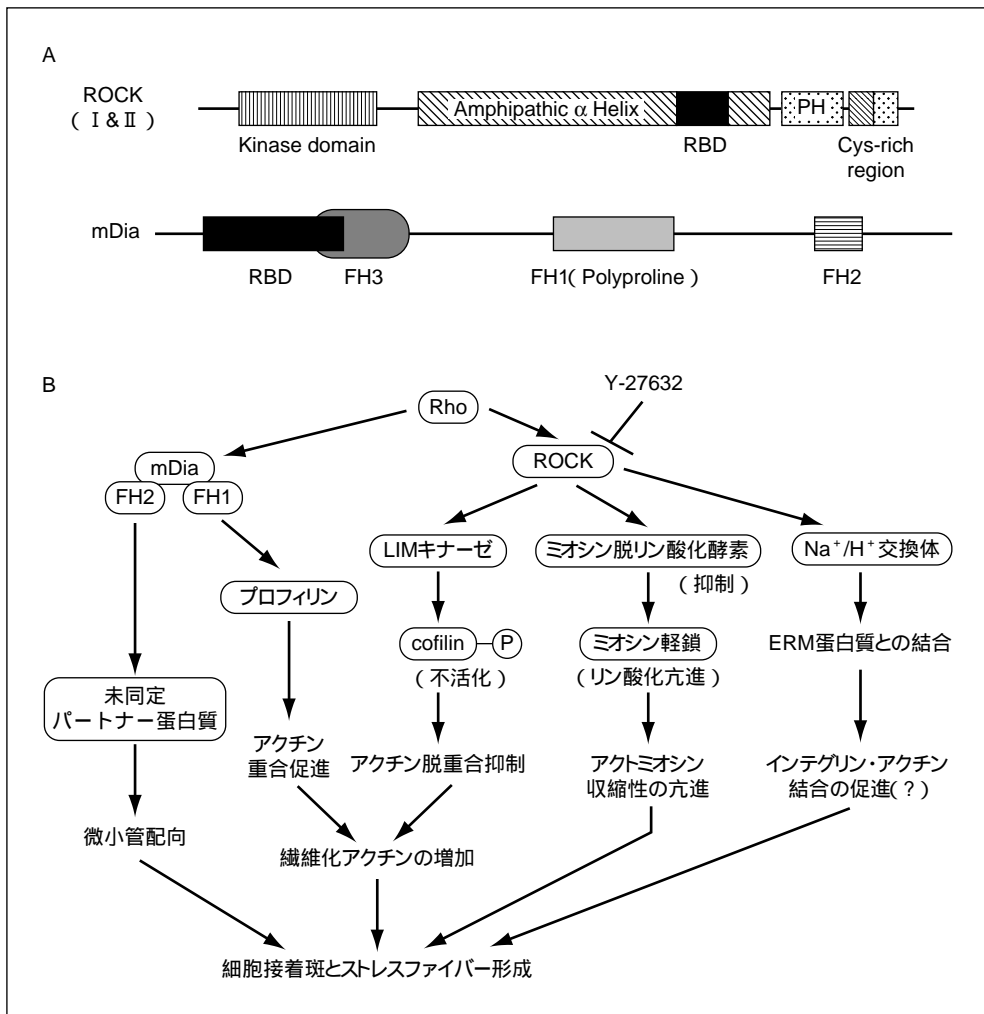 A
ROCK
( Ⅰ & Ⅱ )
Amphipathic α Helix
PH
Kinase domain
RBD
Cys-rich
region
mDia
RBD
FH3
FH1( Polyproline )
FH2
B
Y-27632
Rho
mDia
FH2
FH1
ROCK
LIMキナーゼ
ミオシン脱リン酸化酵素
( 抑制 )
Na⁺/H⁺交換体
プロフィリン
cofilin
P
( 不活化 )
ミオシン軽鎖
( リン酸化亢進 )
ERM蛋白質との結合
未同定
パートナー蛋白質
アクチン
重合促進
アクチン脱重合抑制
アクトミオシン
収縮性の亢進
インテグリン・アクチン
結合の促進( ? )
微小管配向
繊維化アクチンの増加
細胞接着斑とストレスファイバー形成